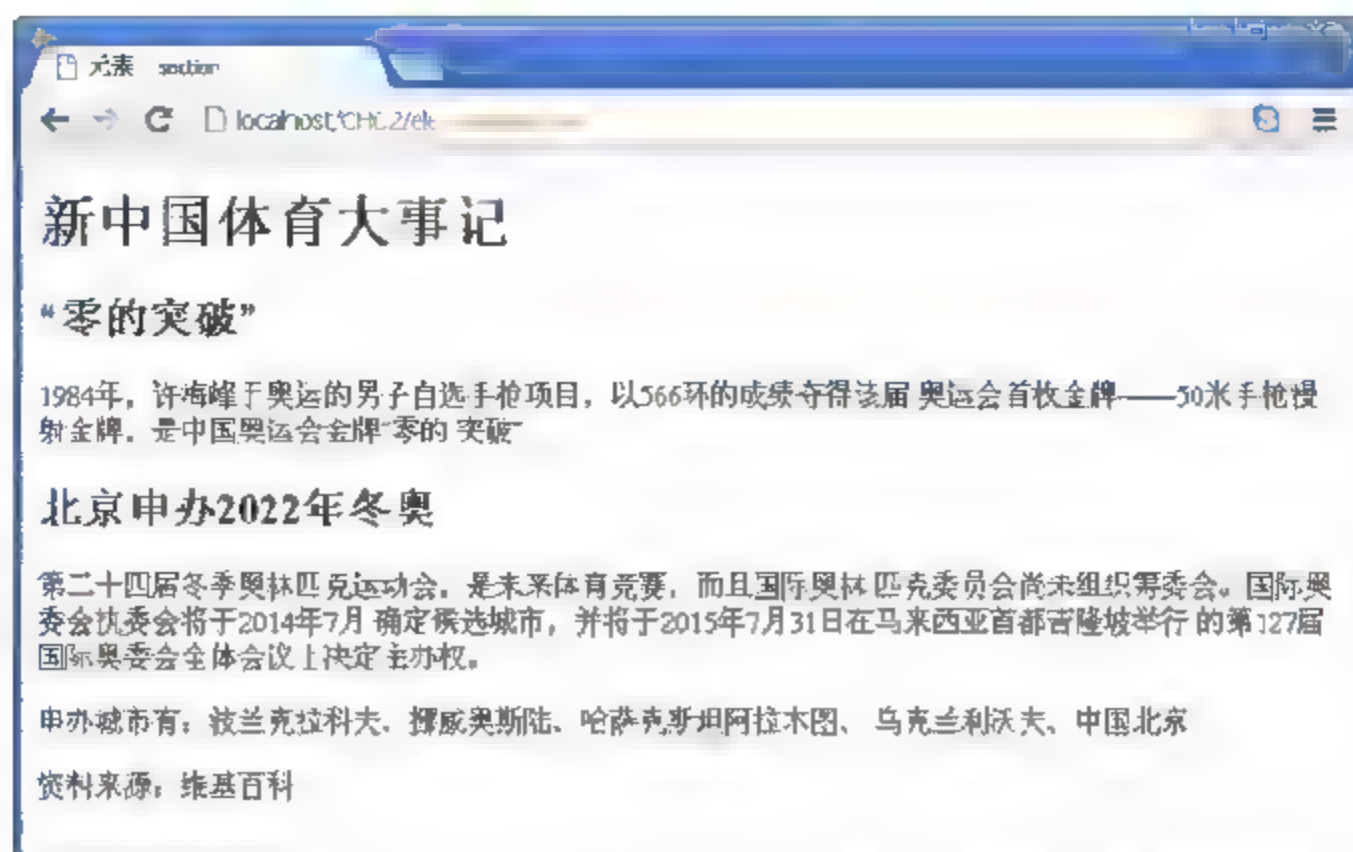 元素 section
localhost/CH02/ele
新中国体育大事记
“零的突破”
1984年，许海峰于奥运的男子自选手枪项目，以566环的成绩夺得该届 奥运会首枚金牌——50米手枪慢
射金牌。是中国奥运会金牌“零的 突破”
北京申办2022年冬奥
第二十四届冬季奥林匹克运动会，是未来体育竞赛，而且国际奥林 匹克委员会尚未组织筹委会。国际奥
委会执委会将于2014年7月 确定候选城市，并将于2015年7月31日在马来西亚首都吉隆坡举行 的第127届
国际奥委会全体会议上决定主办权。
申办城市有：波兰克拉科夫、挪威奥斯陆、哈萨克斯坦阿拉木图、 乌克兰利沃夫、中国北京
资料来源：维基百科